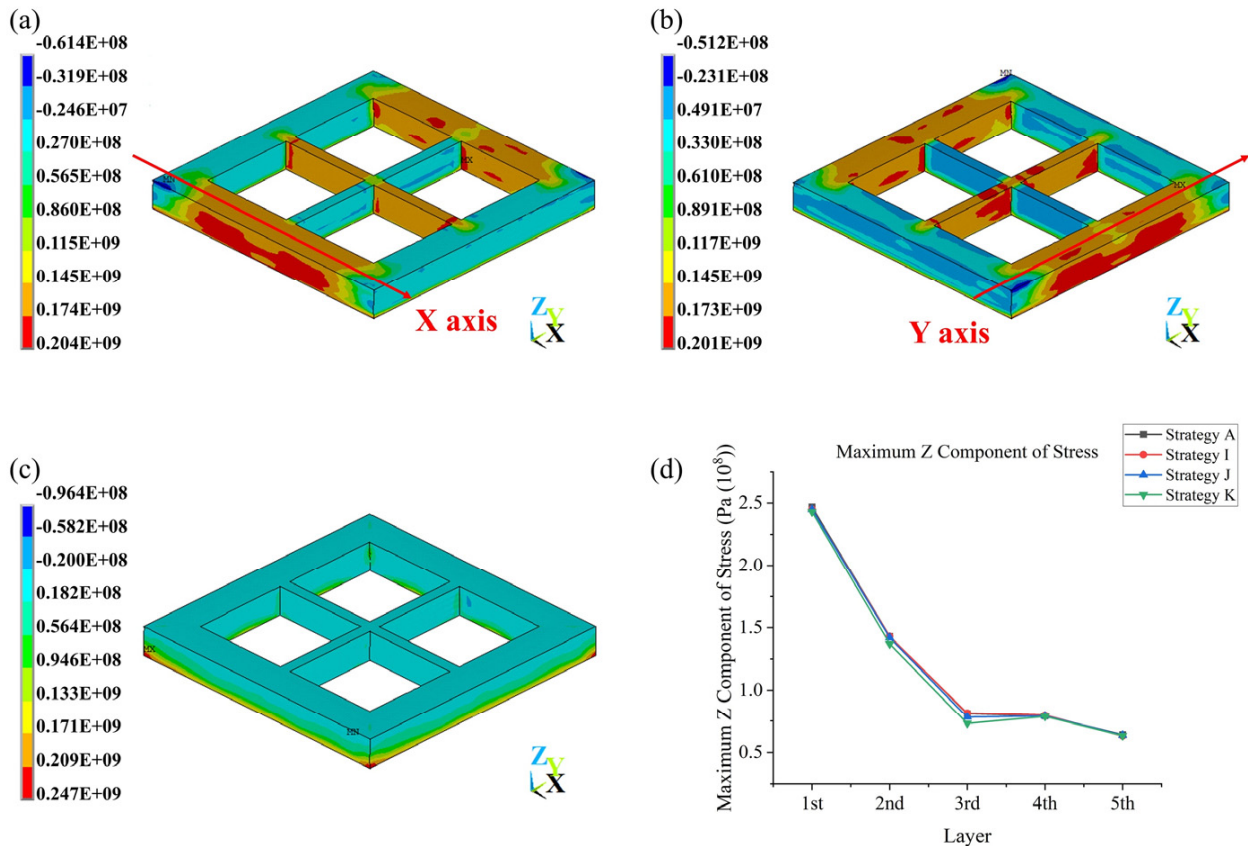 (a)
-0.614E+08
-0.319E+08
-0.246E+07
0.270E+08
0.565E+08
0.860E+08
0.115E+09
0.145E+09
0.174E+09
0.204E+09
MN
MX
X axis
Z
Y
X
(b)
-0.512E+08
-0.231E+08
0.491E+07
0.330E+08
0.610E+08
0.891E+08
0.117E+09
0.145E+09
0.173E+09
0.201E+09
MN
MX
Y axis
Z
Y
X
(c)
-0.964E+08
-0.582E+08
-0.200E+08
0.182E+08
0.564E+08
0.946E+08
0.133E+09
0.171E+09
0.209E+09
0.247E+09
MX
MN
Z
Y
X
(d)
Maximum Z Component of Stress
Strategy A
Strategy I
Strategy J
Strategy K
Maximum Z Component of Stress (Pa (10⁸))
2.5
2.0
1.5
1.0
0.5
1st 2nd 3rd 4th 5th
Layer